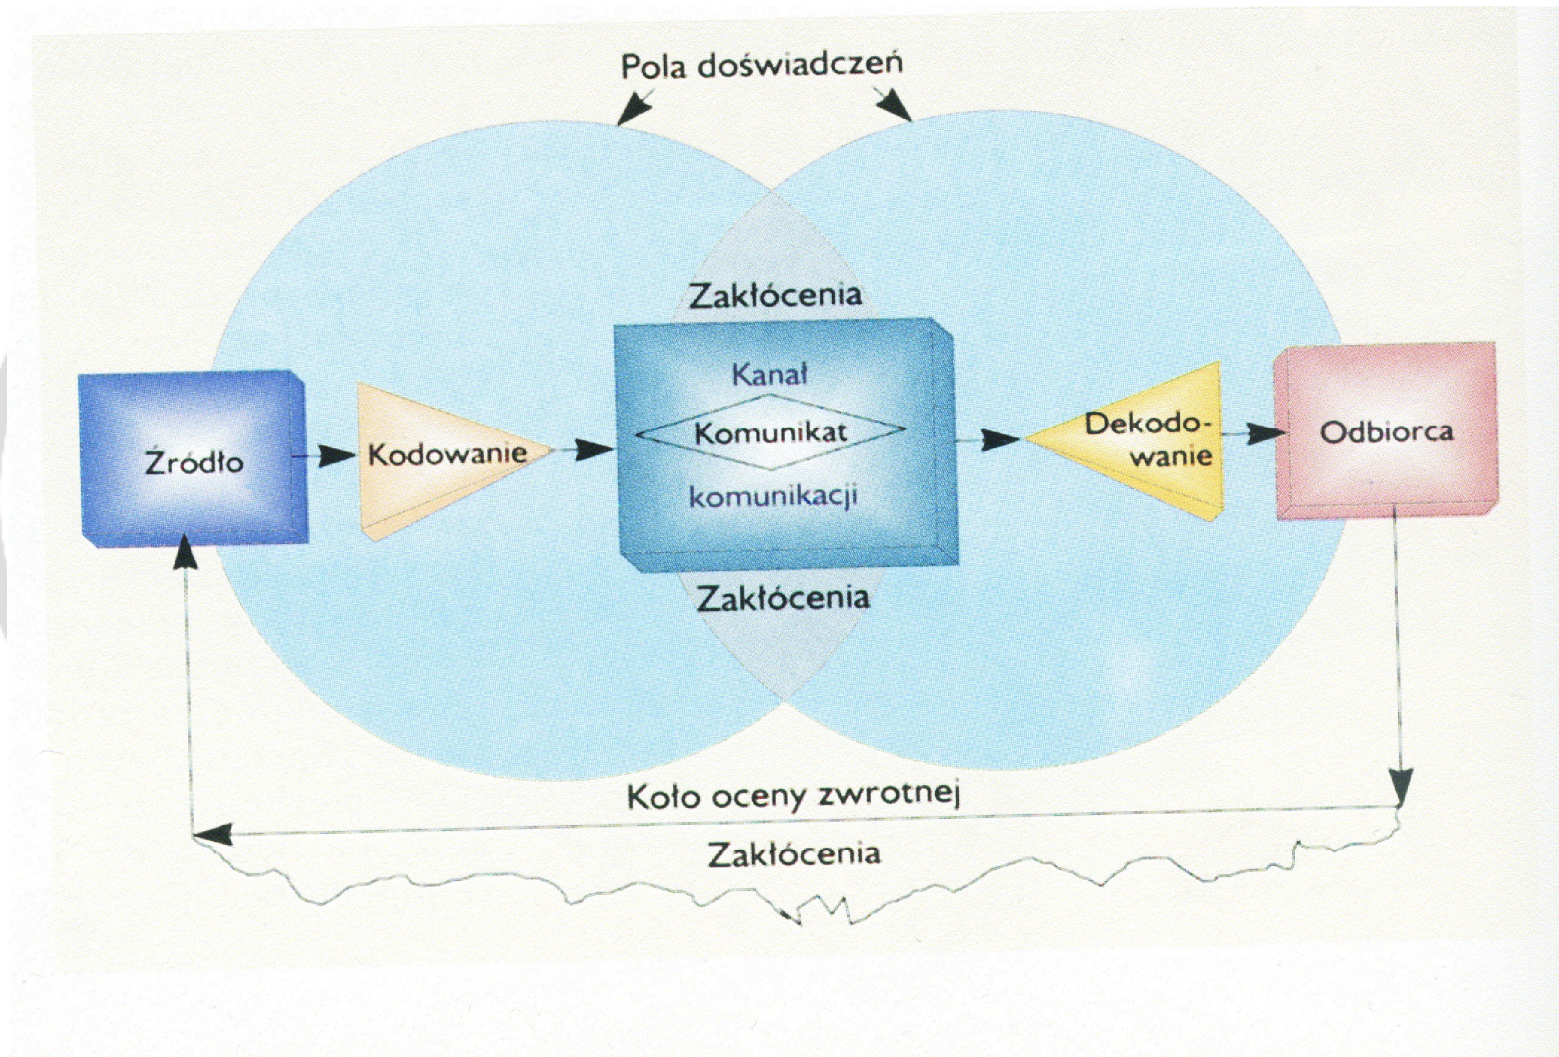 Pola doświadczeń
Zakłócenia
Źródło
Kodowanie
Kanał
Komunikat
komunikacji
Dekodo-
wanie
Odbiorca
Zakłócenia
Koło oceny zwrotnej
Zakłócenia